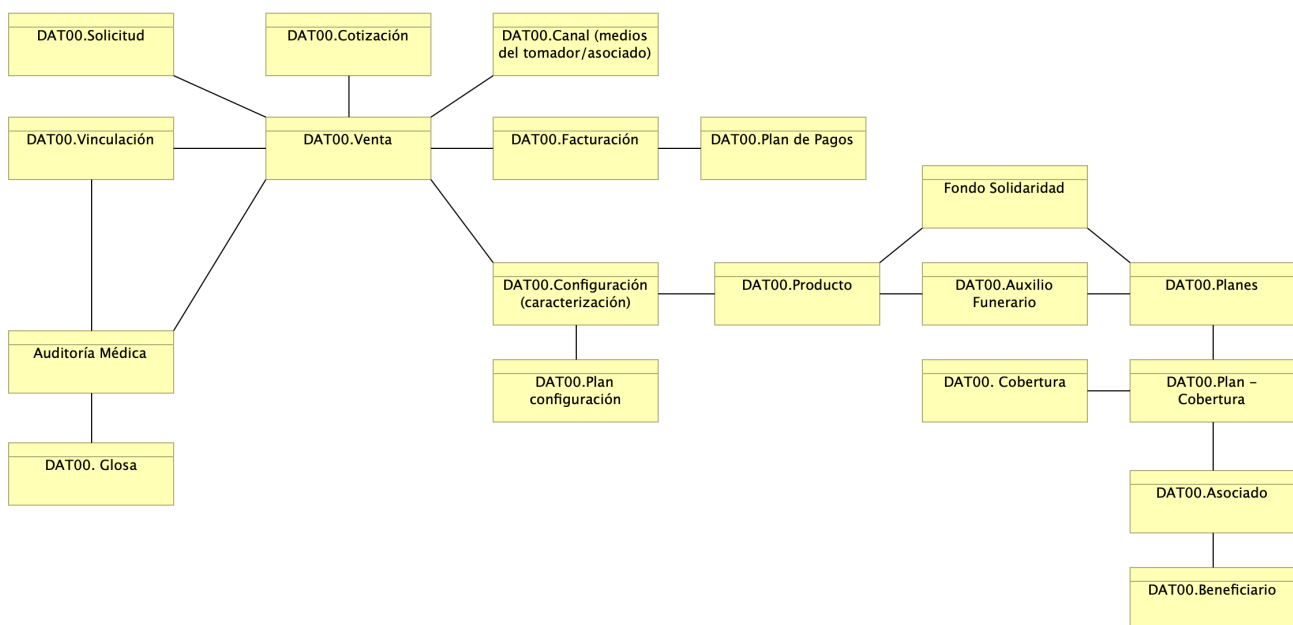 DAT00.Solicitud
DAT00.Cotización
DAT00.Canal (medios
del tomador/asociado)
DAT00.Vinculación
DAT00.Venta
DAT00.Facturación
DAT00.Plan de Pagos
Fondo Solidaridad
DAT00.Configuración
(caracterización)
DAT00.Producto
DAT00.Auxilio
Funerario
DAT00.Planes
Auditoría Médica
DAT00.Plan
configuración
DAT00. Cobertura
DAT00.Plan -
Cobertura
DAT00. Glosa
DAT00.Asociado
DAT00.Beneficiario